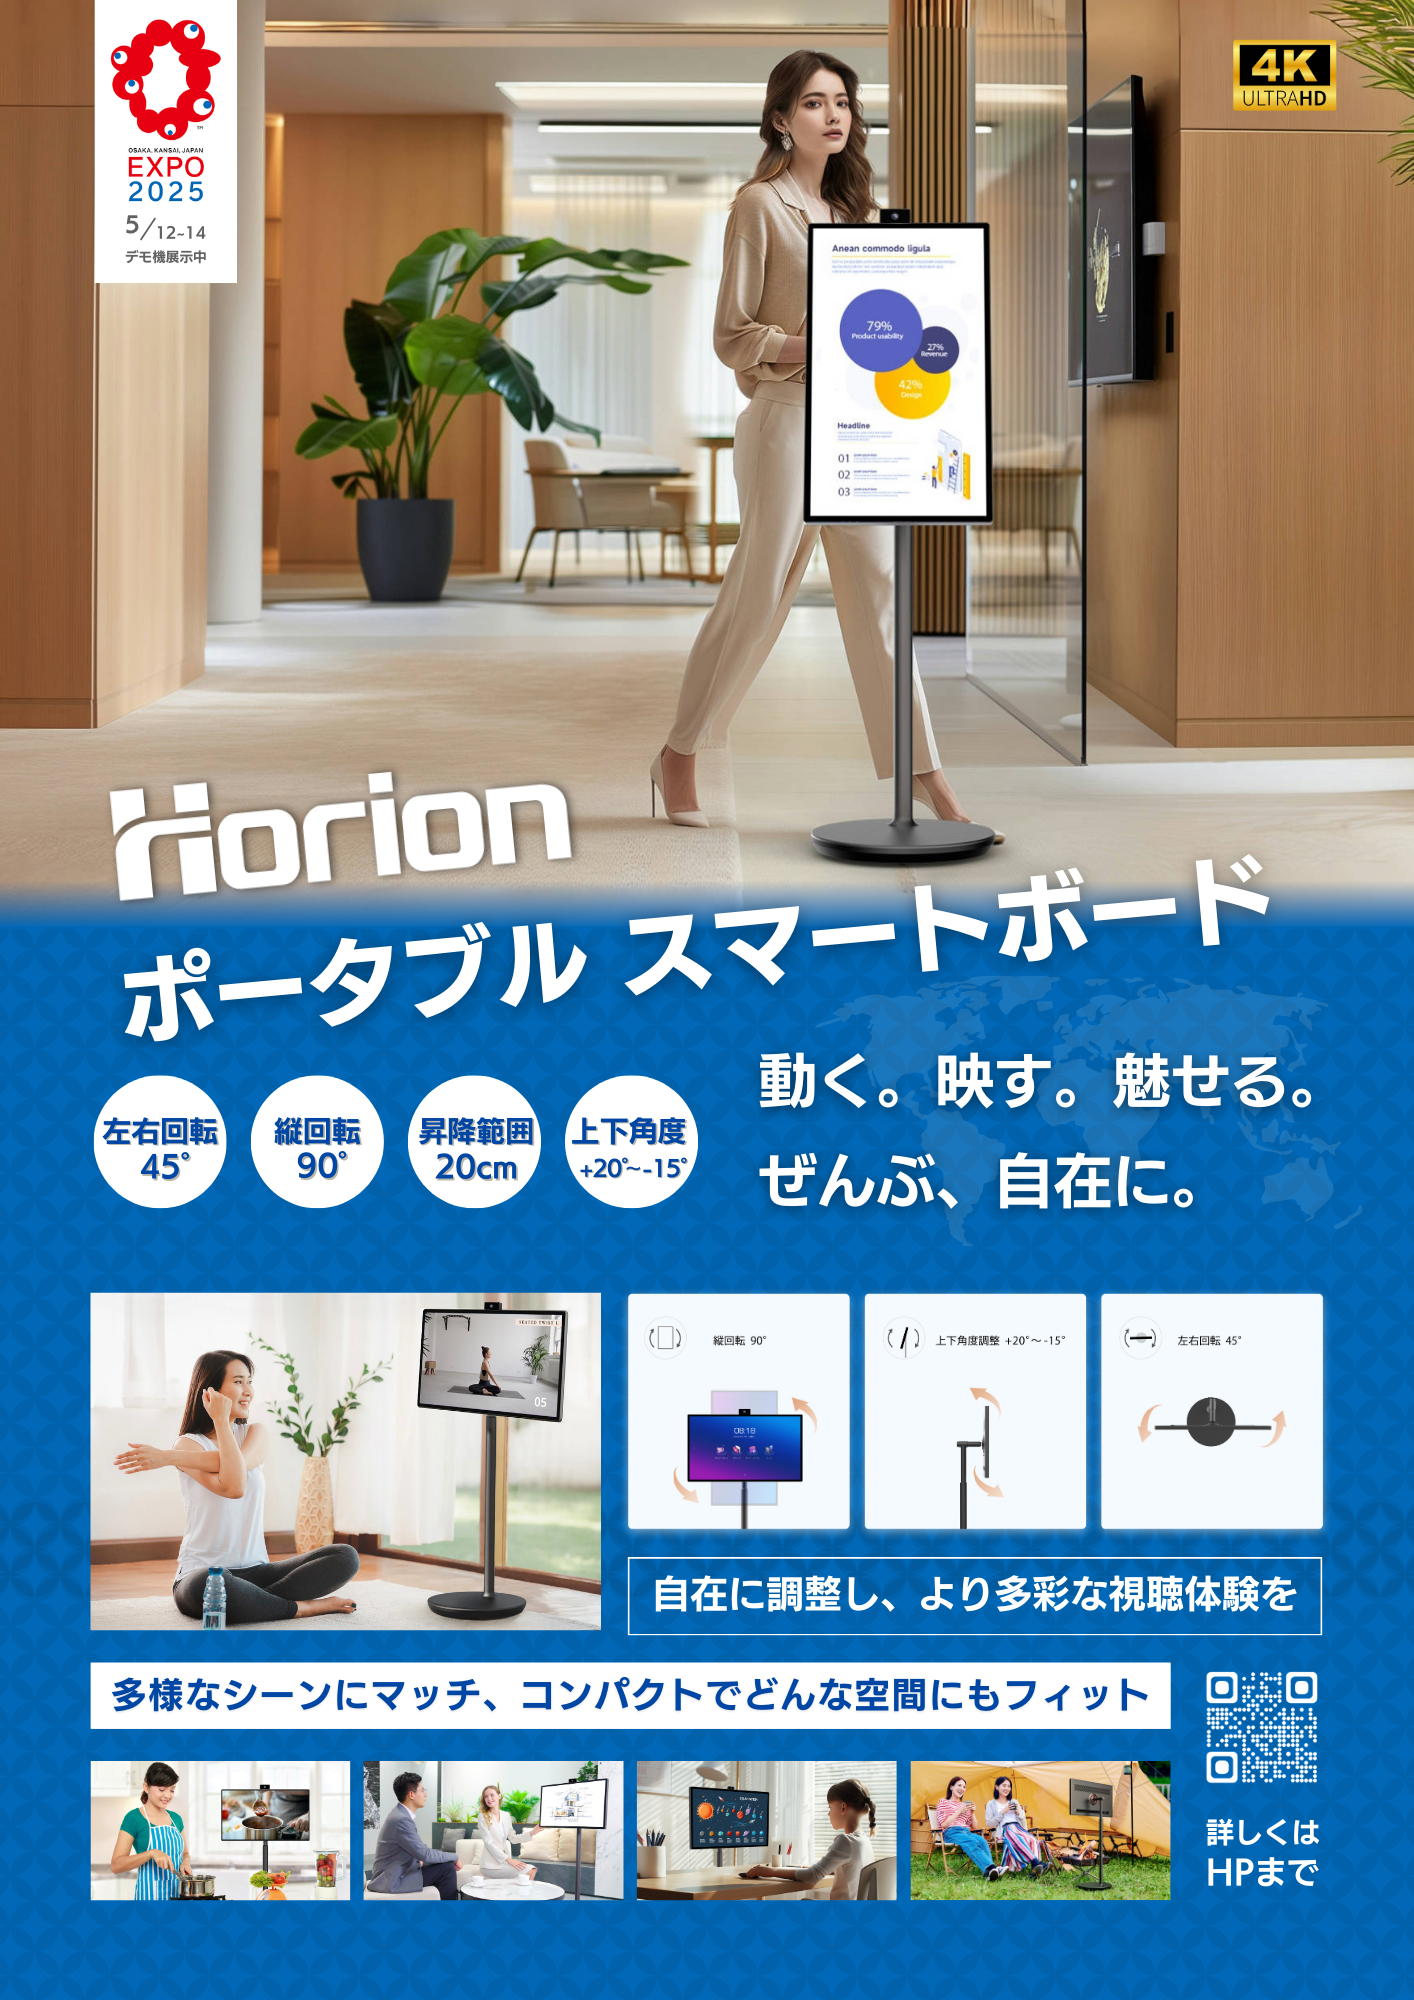 OSAKA, KANSAI, JAPAN
EXPO
2025
5/12~14
デモ機展示中
4K
ULTRAHD
Anean commodo ligula
79%
Product usability
27%
Revenue
42%
Design
Headline
01
02
03
Horion
ポータブル スマートボード
動く。映す。魅せる。
ぜんぶ、自在に。
左右回転
45°
縦回転
90°
昇降範囲
20cm
上下角度
+20°~-15°
SEATED TWIST L
05
縦回転 90°
08:18
上下角度調整 +20°~-15°
左右回転 45°
自在に調整し、より多彩な視聴体験を
多様なシーンにマッチ、コンパクトでどんな空間にもフィット
詳しくは
HPまで